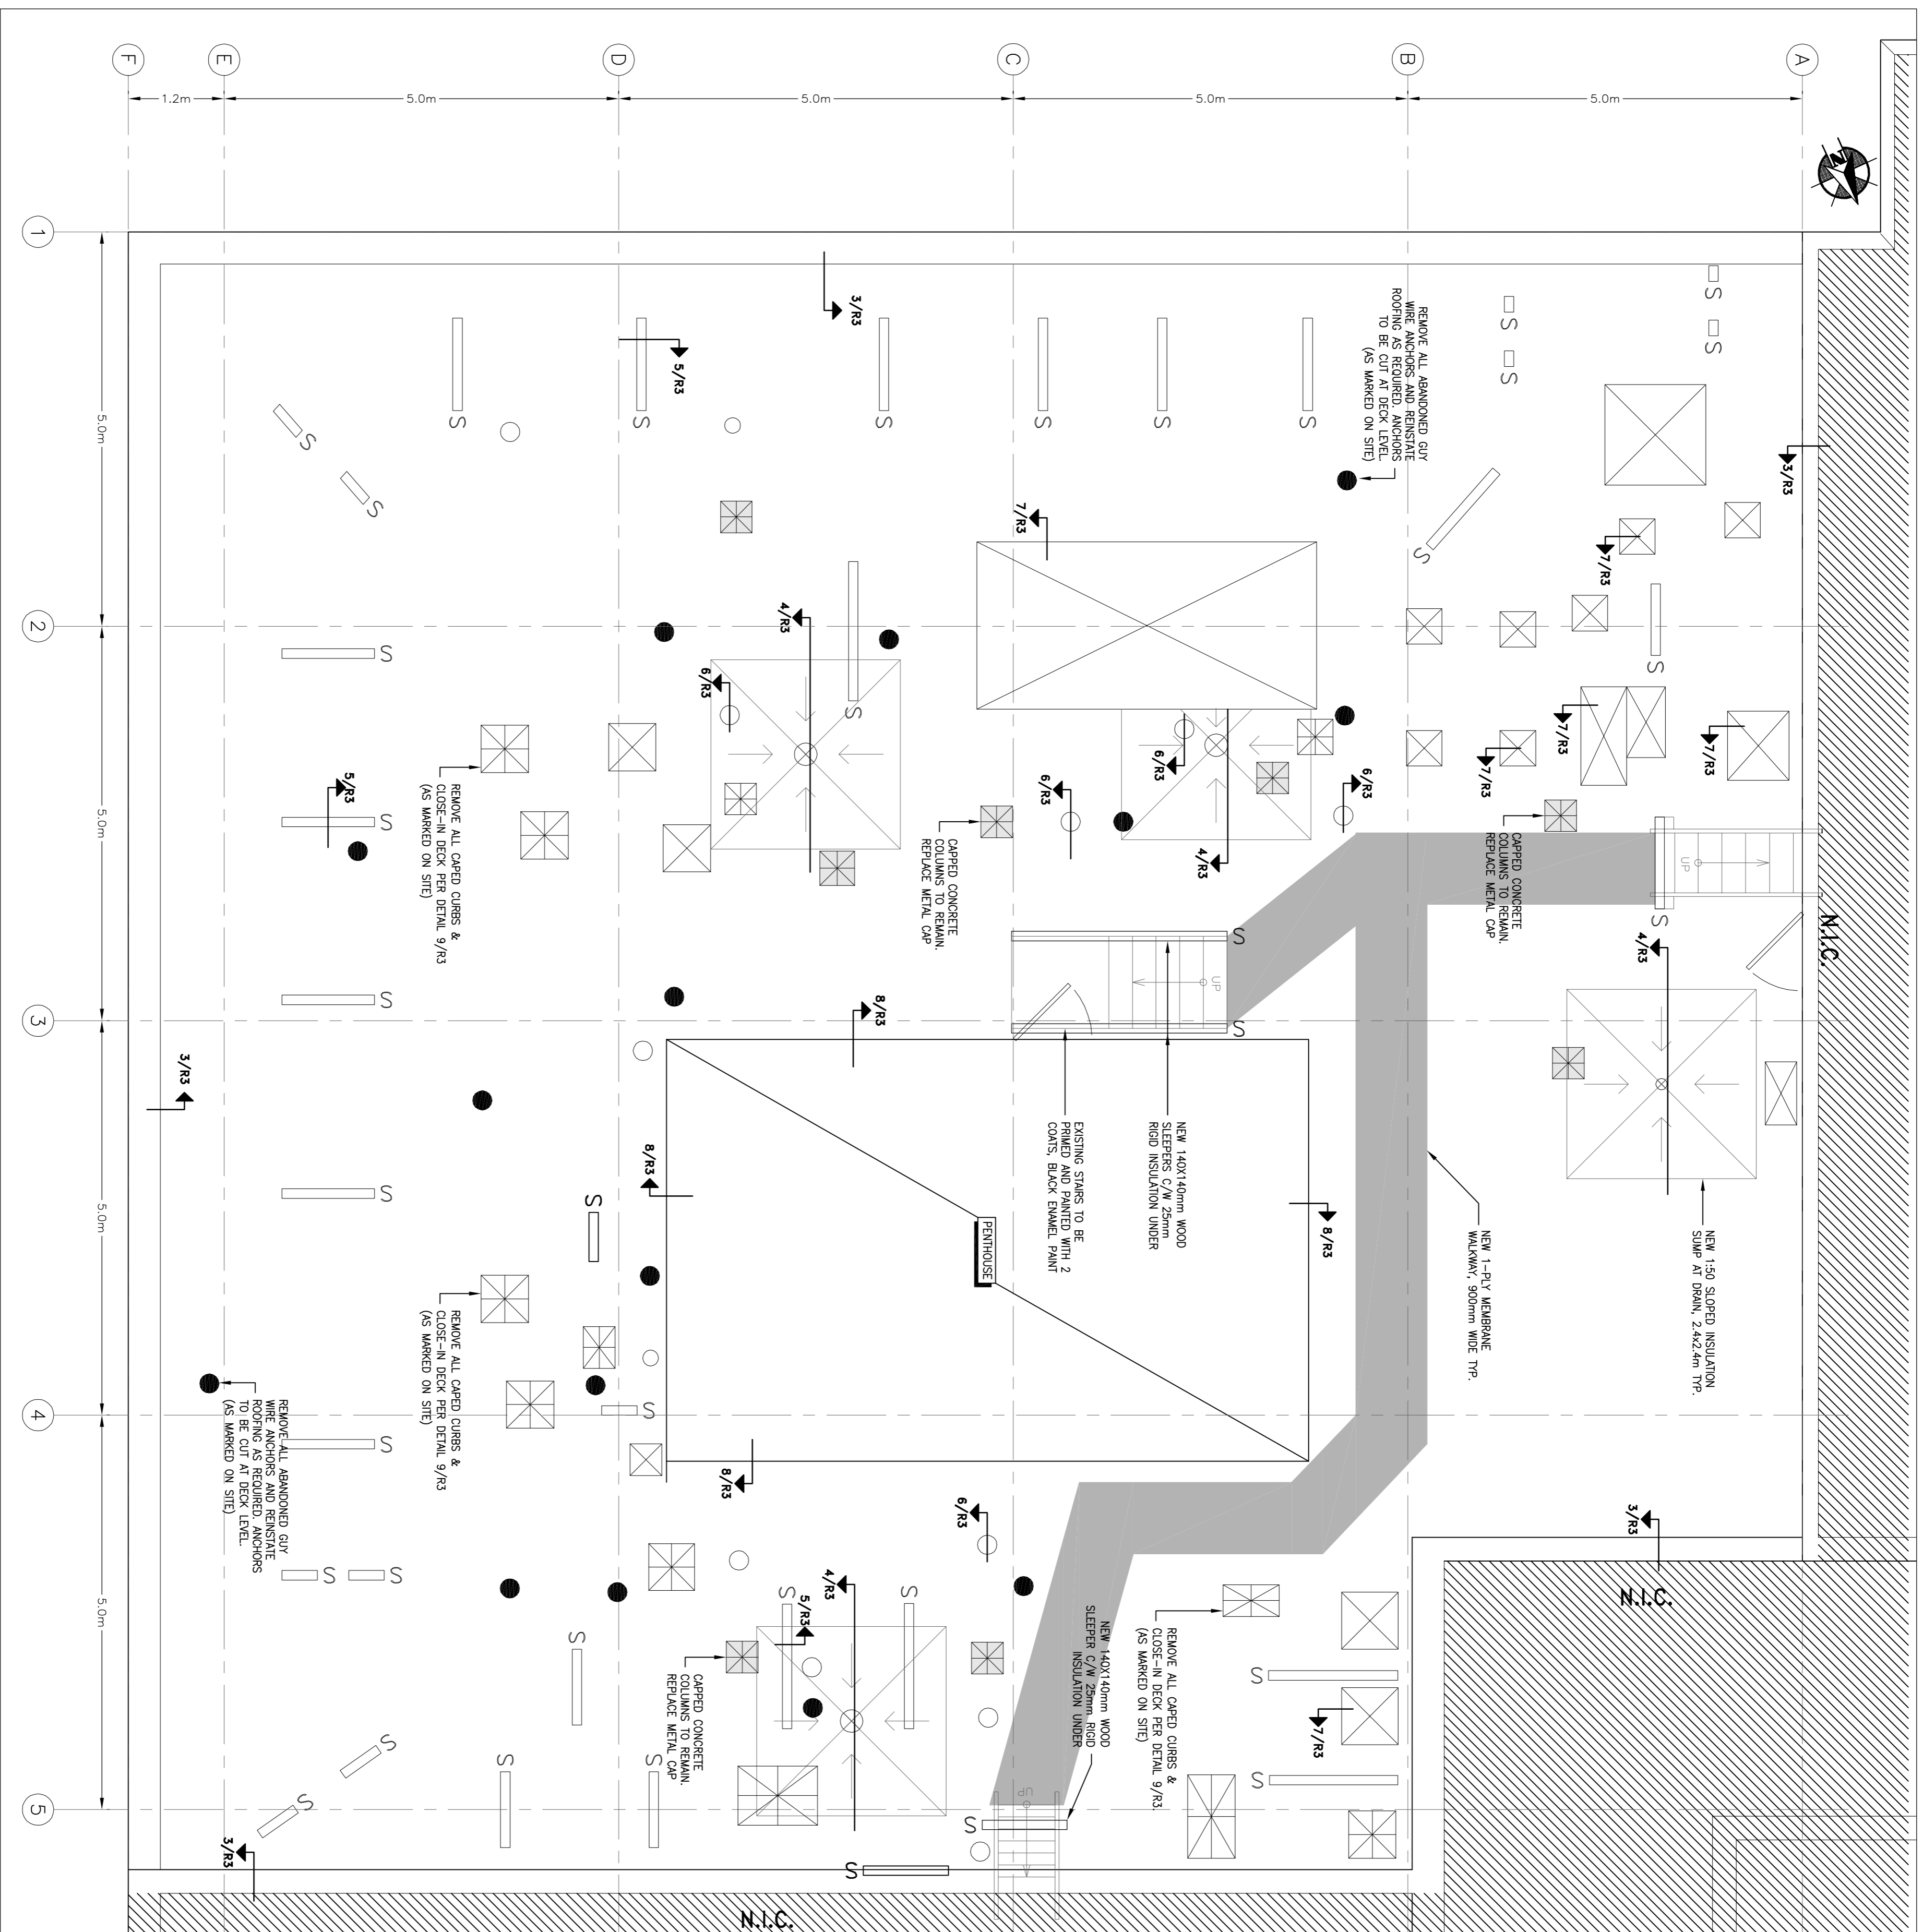 F
E
D
C
B
A
1.2m
5.0m
5.0m
5.0m
5.0m
N
1
2
3
4
5
5.0m
5.0m
5.0m
5.0m
S
S
S
S
3/R3
5/R3
S
S
S
S
S
S
REMOVE ALL ABANDONED GUY
WIRE ANCHORS AND REINSTATE
ROOFING AS REQUIRED. ANCHORS
TO BE CUT AT DECK LEVEL.
(AS MARKED ON SITE)
3/R3
S
S
S
7/R3
7/R3
4/R3
S
S
S
6/R3
6/R3
6/R3
6/R3
7/R3
7/R3
7/R3
5/R3
S
REMOVE ALL CAPED CURBS &
CLOSE-IN DECK PER DETAIL 9/R3
(AS MARKED ON SITE)
CAPPED CONCRETE
COLUMNS TO REMAIN.
REPLACE METAL CAP
4/R3
CAPPED CONCRETE
COLUMNS TO REMAIN.
REPLACE METAL CAP
UP
S
N.I.C.
4/R3
S
UP
S
S
8/R3
3/R3
8/R3
S
S
PENTHOUSE
EXISTING STAIRS TO BE
PRIMED AND PAINTED WITH 2
COATS, BLACK ENAMEL PAINT
NEW 140X140mm WOOD
SLEEPERS C/W 25mm
RIGID INSULATION UNDER
8/R3
NEW 1-PLY MEMBRANE
WALKWAY, 900mm WIDE TYP.
NEW 1:50 SLOPED INSULATION
SUMP AT DRAIN, 2.4x2.4m TYP.
REMOVE ALL CAPED CURBS &
CLOSE-IN DECK PER DETAIL 9/R3
(AS MARKED ON SITE)
S
S
REMOVE ALL ABANDONED GUY
WIRE ANCHORS AND REINSTATE
ROOFING AS REQUIRED. ANCHORS
TO BE CUT AT DECK LEVEL.
(AS MARKED ON SITE)
8/R3
6/R3
3/R3
N.I.C.
S
S
S
4/R3
5/R3
S
S
CAPPED CONCRETE
COLUMNS TO REMAIN.
REPLACE METAL CAP
NEW 140X140mm WOOD
SLEEPER C/W 25mm RIGID
INSULATION UNDER
REMOVE ALL CAPED CURBS &
CLOSE-IN DECK PER DETAIL 9/R3.
(AS MARKED ON SITE)
S
7/R3
S
S
S
S
S
UP
S
3/R3
S
N.I.C.